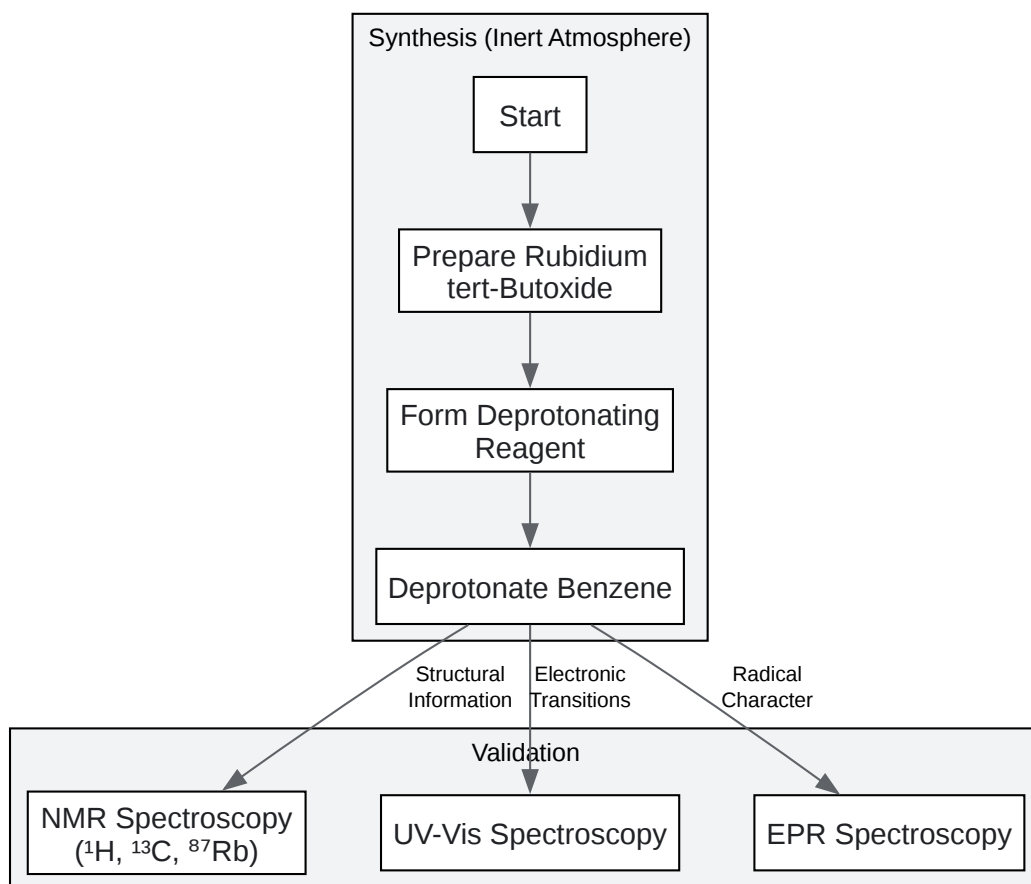 Synthesis (Inert Atmosphere)
Start
Prepare Rubidium
tert-Butoxide
Form Deprotonating
Reagent
Deprotonate Benzene
Structural
Information
Electronic
Transitions
Radical
Character
Validation
NMR Spectroscopy
(¹H, ¹³C, ⁸⁷Rb)
UV-Vis Spectroscopy
EPR Spectroscopy